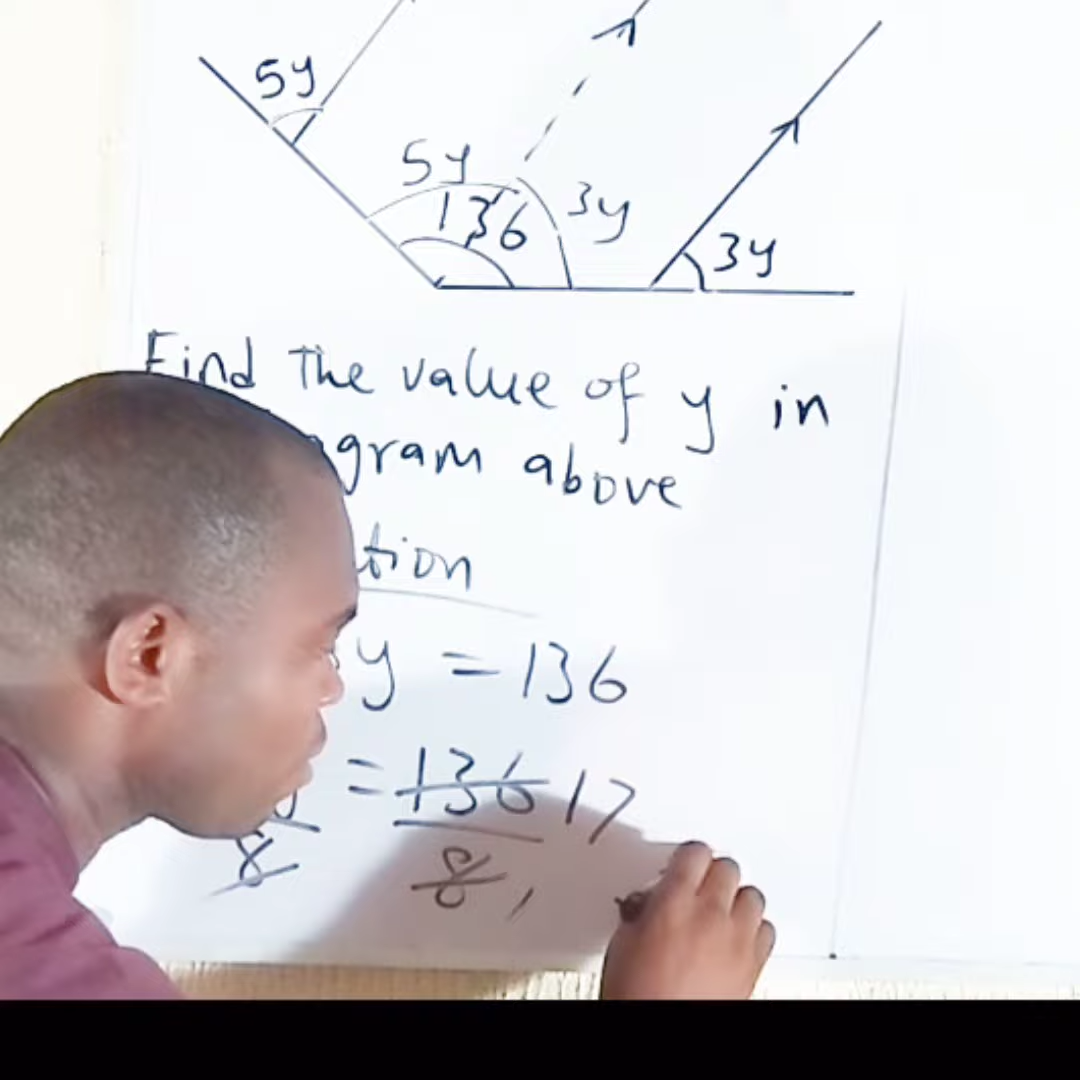 5y
5y
136
3y
3y
Find the value of y in
gram above
tion
y = 136
= 136 17
8
8 1